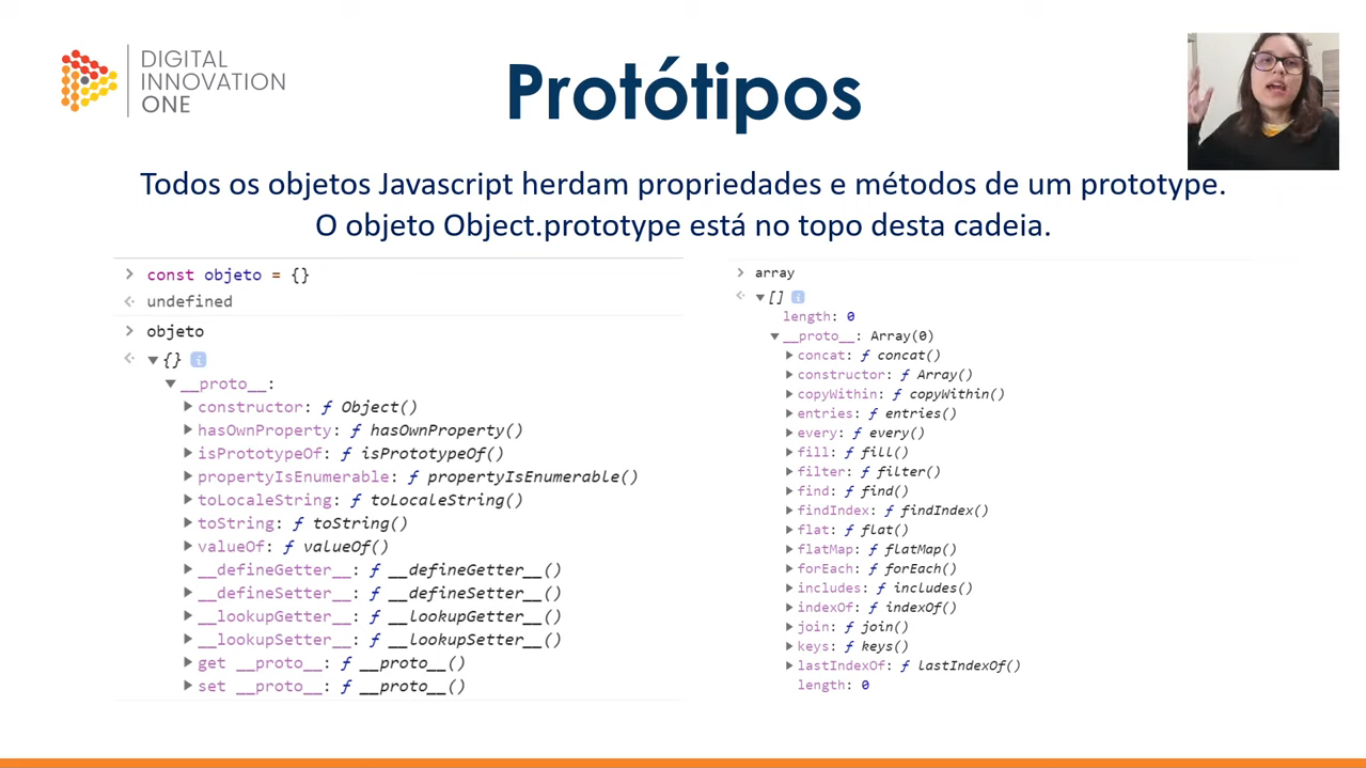 DIGITAL
INNOVATION
ONE
Protótipos
Todos os objetos Javascript herdam propriedades e métodos de um prototype.
O objeto Object.prototype está no topo desta cadeia.
const objeto = {}
undefined
objeto
{} i
__proto__:
constructor: ƒ Object()
hasOwnProperty: ƒ hasOwnProperty()
isPrototypeOf: ƒ isPrototypeOf()
propertyIsEnumerable: ƒ propertyIsEnumerable()
toLocaleString: ƒ toLocaleString()
toString: ƒ toString()
valueOf: ƒ valueOf()
__defineGetter__: ƒ __defineGetter__()
__defineSetter__: ƒ __defineSetter__()
__lookupGetter__: ƒ __lookupGetter__()
__lookupSetter__: ƒ __lookupSetter__()
get __proto__: ƒ __proto__()
set __proto__: ƒ __proto__()
array
[] i
length: 0
__proto__: Array(0)
concat: ƒ concat()
constructor: ƒ Array()
copyWithin: ƒ copyWithin()
entries: ƒ entries()
every: ƒ every()
fill: ƒ fill()
filter: ƒ filter()
find: ƒ find()
findIndex: ƒ findIndex()
flat: ƒ flat()
flatMap: ƒ flatMap()
forEach: ƒ forEach()
includes: ƒ includes()
indexOf: ƒ indexOf()
join: ƒ join()
keys: ƒ keys()
lastIndexOf: ƒ lastIndexOf()
length: 0